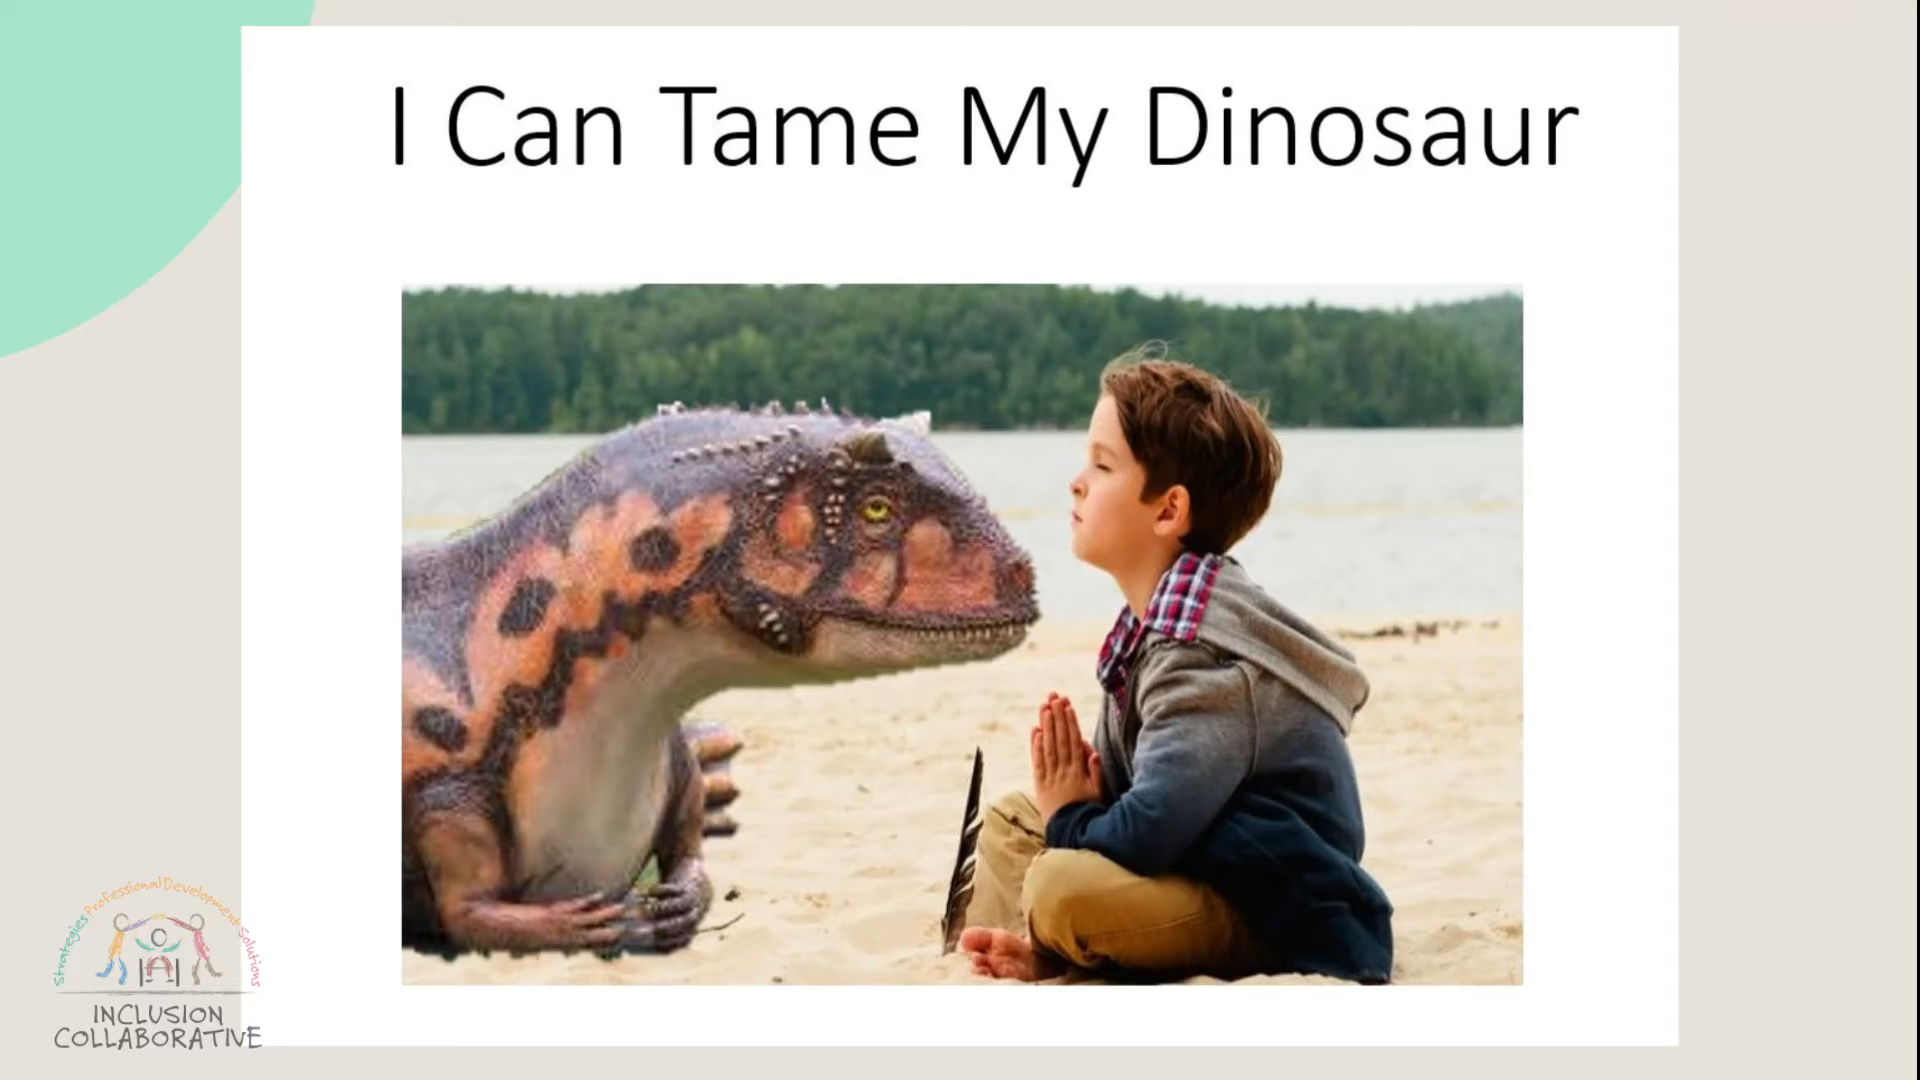 I Can Tame My Dinosaur
Strategies Professional Development Solutions
INCLUSION
COLLABORATIVE